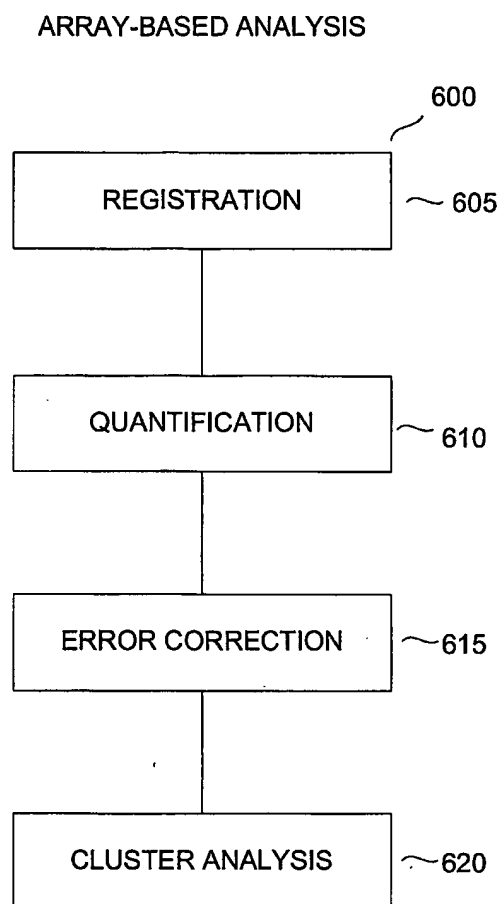 ARRAY-BASED ANALYSIS
600
REGISTRATION
605
QUANTIFICATION
610
ERROR CORRECTION
615
CLUSTER ANALYSIS
620